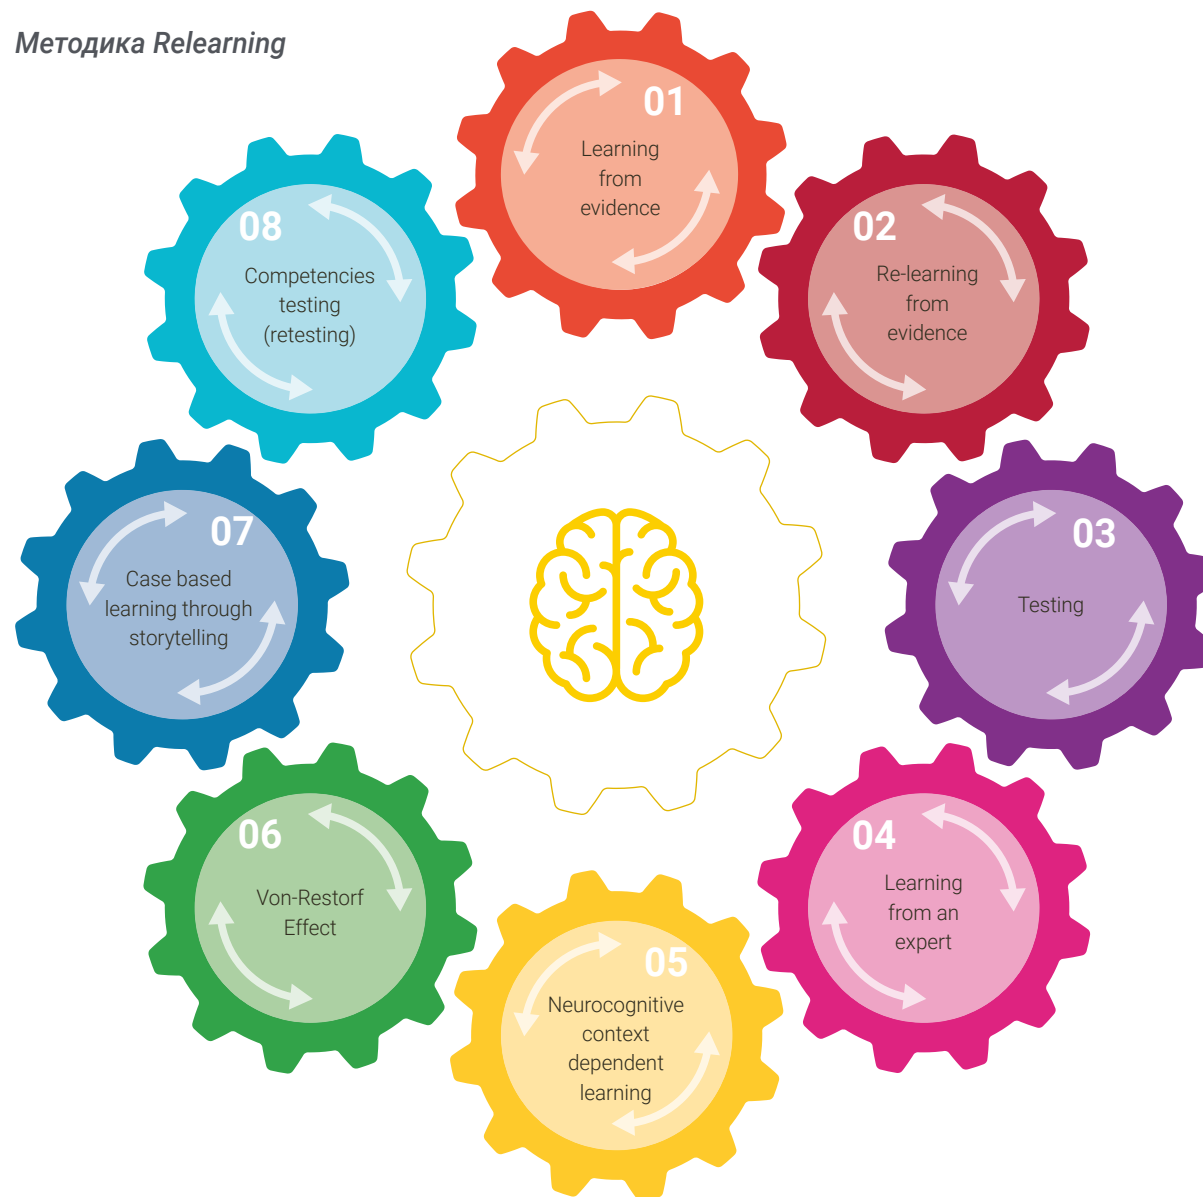 Методика Relearning
01
Learning
from
evidence
02
Re-learning
from
evidence
03
Testing
04
Learning
from an
expert
05
Neurocognitive
context
dependent
learning
06
Von-Restorf
Effect
07
Case based
learning through
storytelling
08
Competencies
testing
(retesting)